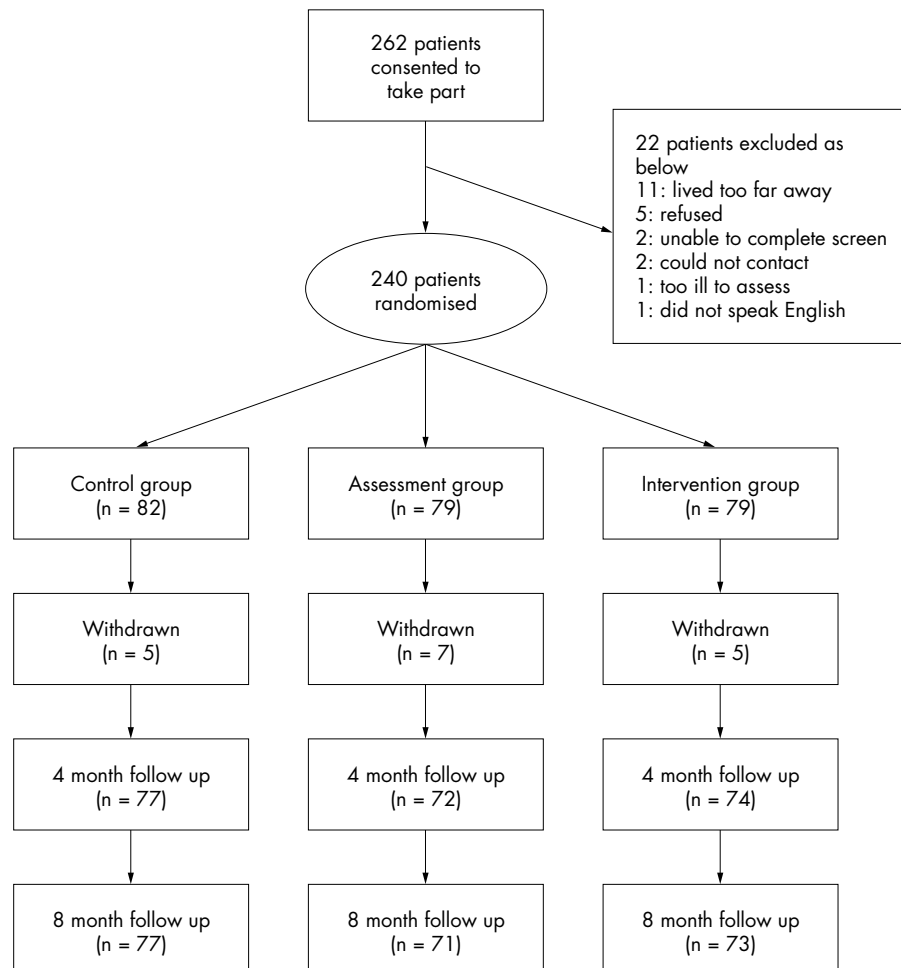 262 patients
consented to
take part
22 patients excluded as
below
11: lived too far away
5: refused
2: unable to complete screen
2: could not contact
1: too ill to assess
1: did not speak English
240 patients
randomised
Control group
(n = 82)
Assessment group
(n = 79)
Intervention group
(n = 79)
Withdrawn
(n = 5)
Withdrawn
(n = 7)
Withdrawn
(n = 5)
4 month follow up
(n = 77)
4 month follow up
(n = 72)
4 month follow up
(n = 74)
8 month follow up
(n = 77)
8 month follow up
(n = 71)
8 month follow up
(n = 73)